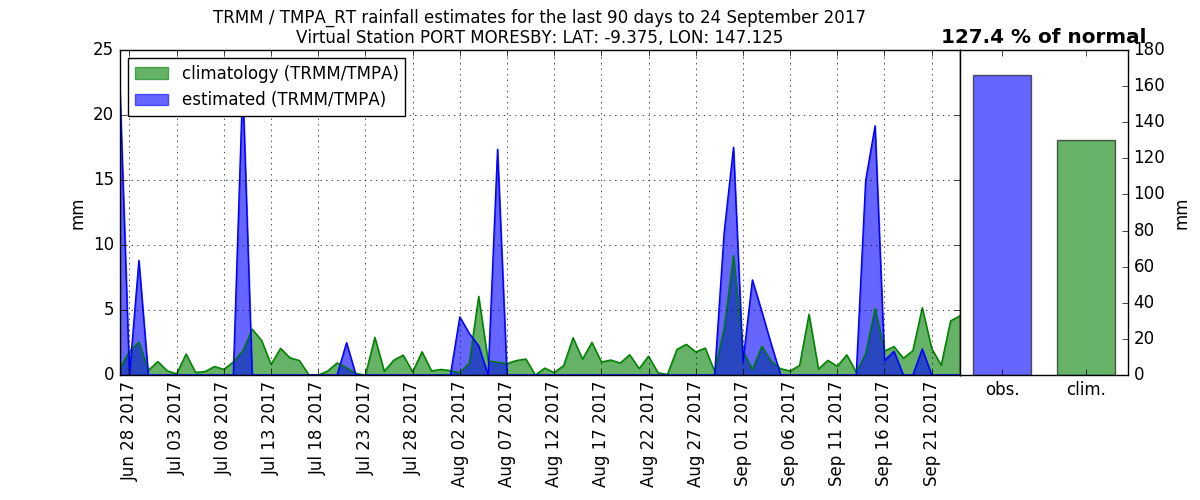 TRMM / TMPA_RT rainfall estimates for the last 90 days to 24 September 2017
Virtual Station PORT MORESBY: LAT: -9.375, LON: 147.125
127.4 % of normal
climatology (TRMM/TMPA)
estimated (TRMM/TMPA)
25
20
15
10
5
0
mm
Jun 28 2017
Jul 03 2017
Jul 08 2017
Jul 13 2017
Jul 18 2017
Jul 23 2017
Jul 28 2017
Aug 02 2017
Aug 07 2017
Aug 12 2017
Aug 17 2017
Aug 22 2017
Aug 27 2017
Sep 01 2017
Sep 06 2017
Sep 11 2017
Sep 16 2017
Sep 21 2017
obs.
clim.
180
160
140
120
100
80
60
40
20
0
mm